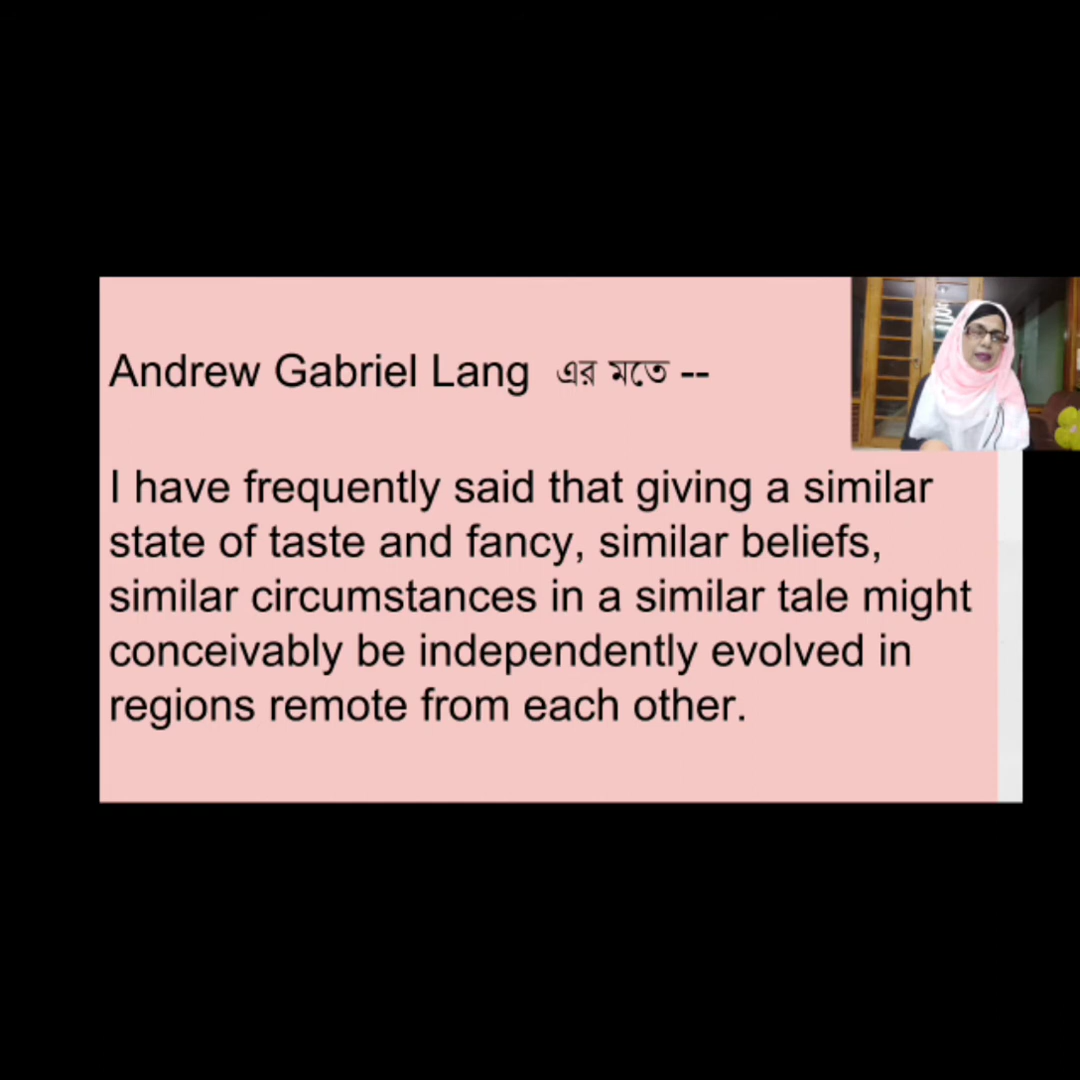 Andrew Gabriel Lang এর মতে --
I have frequently said that giving a similar
state of taste and fancy, similar beliefs,
similar circumstances in a similar tale might
conceivably be independently evolved in
regions remote from each other.